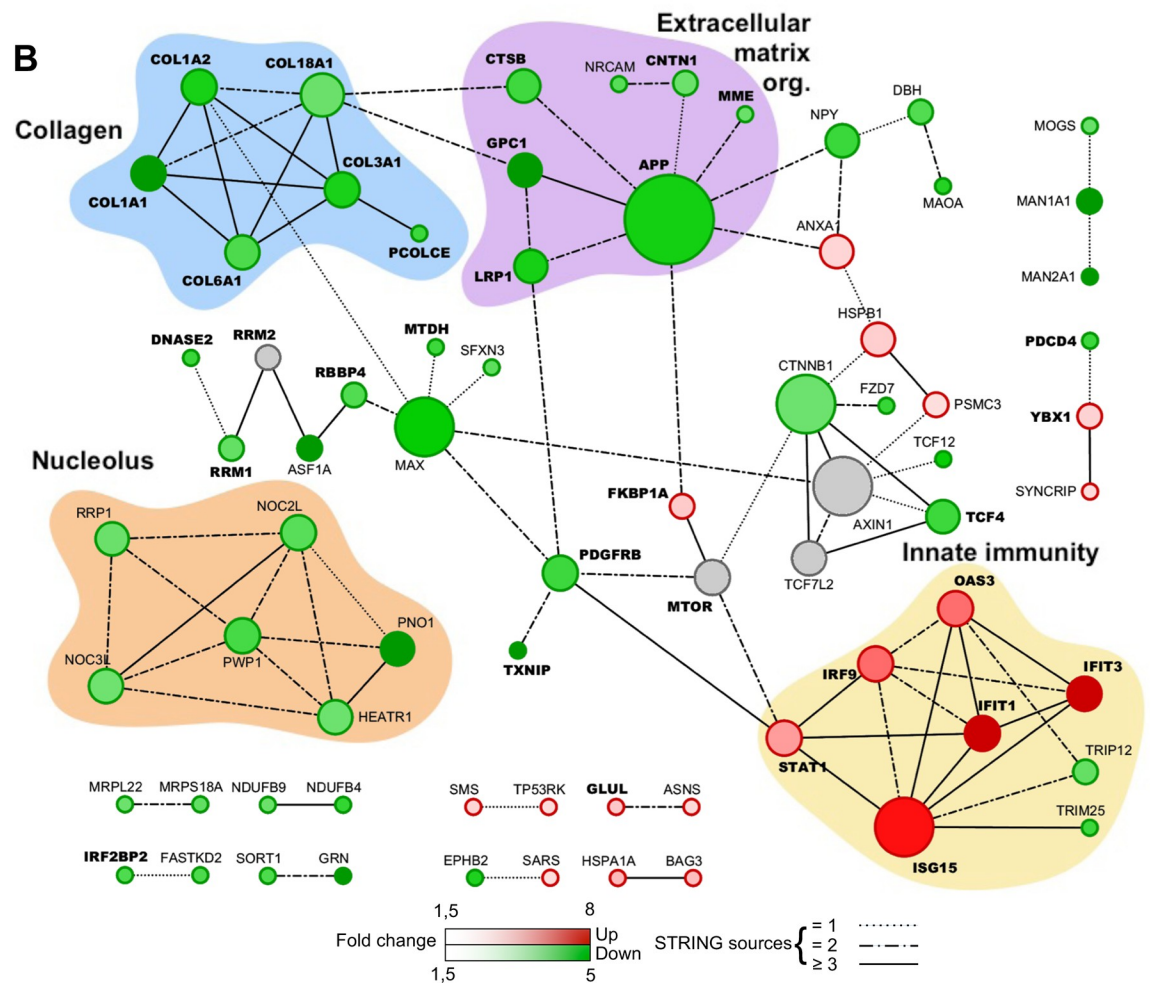 B
Extracellular
matrix
org.
COL1A2
COL18A1
CTSB
NRCAM
CNTN1
MME
DBH
NPY
MOGS
Collagen
GPC1
APP
COL3A1
COL1A1
MAOA
MAN1A1
ANXA1
PCOLCE
COL6A1
LRP1
MAN2A1
HSPB1
DNASE2
RRM2
MTDH
SFXN3
PDCD4
RBBP4
CTNNB1
FZD7
PSMC3
YBX1
TCF12
RRM1
ASF1A
MAX
Nucleolus
FKBP1A
SYNCRIP
RRP1
NOC2L
AXIN1
TCF4
PDGFRB
Innate immunity
TCF7L2
MTOR
OAS3
PNO1
NOC3L
PWP1
TXNIP
IRF9
IFIT3
IFIT1
HEATR1
STAT1
TRIP12
MRPL22 MRPS18A NDUFB9 NDUFB4
SMS TP53RK GLUL ASNS
TRIM25
IRF2BP2 FASTKD2 SORT1 GRN
EPHB2 SARS HSPA1A BAG3
ISG15
1,5 8
Fold change Up
Down
1,5 5
STRING sources { = 1
= 2
≥ 3